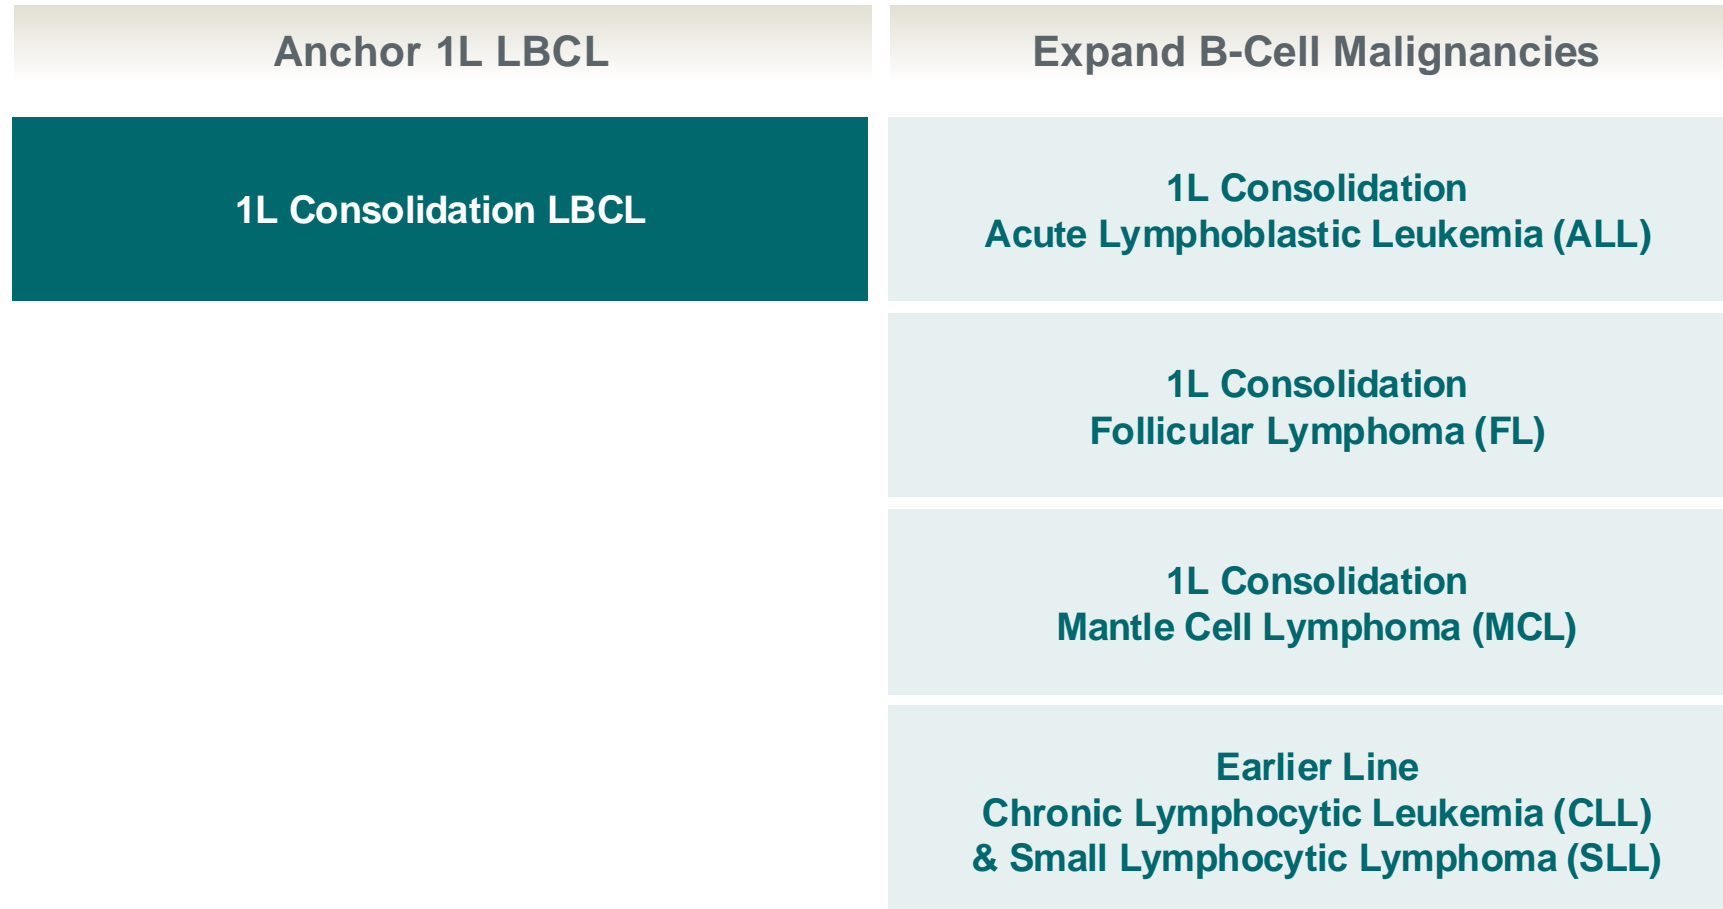 Anchor 1L LBCL
1L Consolidation LBCL
Expand B-Cell Malignancies
1L Consolidation
Acute Lymphoblastic Leukemia (ALL)
1L Consolidation
Follicular Lymphoma (FL)
1L Consolidation
Mantle Cell Lymphoma (MCL)
Earlier Line
Chronic Lymphocytic Leukemia (CLL)
& Small Lymphocytic Lymphoma (SLL)